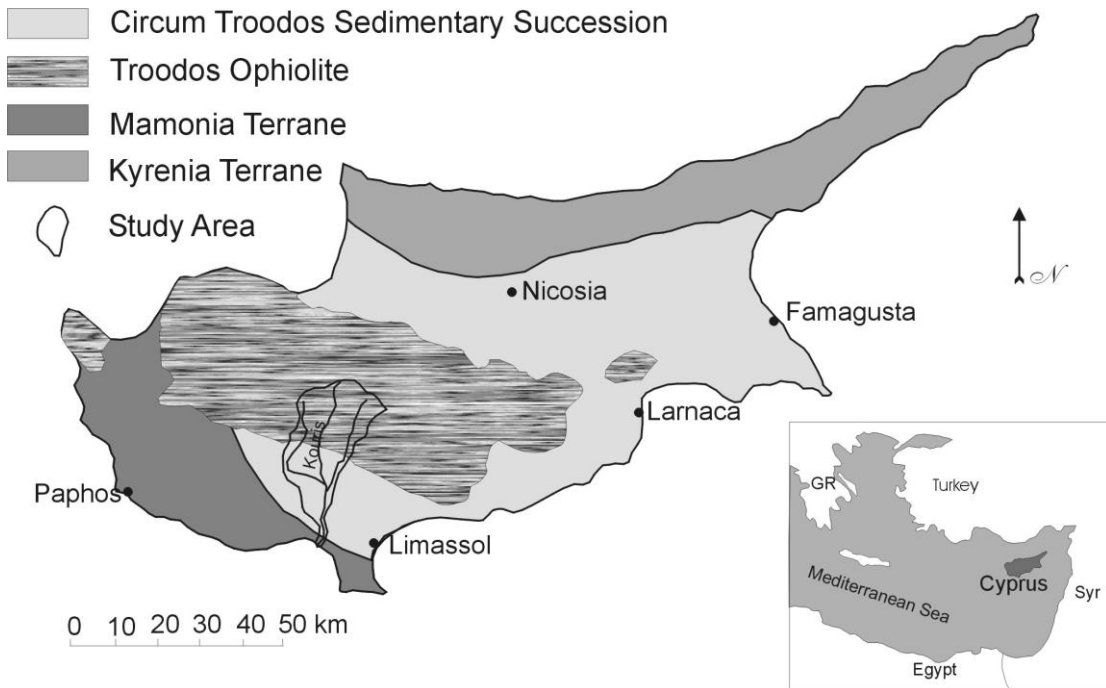 Circum Troodos Sedimentary Succession
Troodos Ophiolite
Mamonia Terrane
Kyrenia Terrane
Study Area
N
Nicosia
Famagusta
Larnaca
Kouris
Paphos
Limassol
0 10 20 30 40 50 km
GR
Turkey
Cyprus
Syr
Mediterranean Sea
Egypt